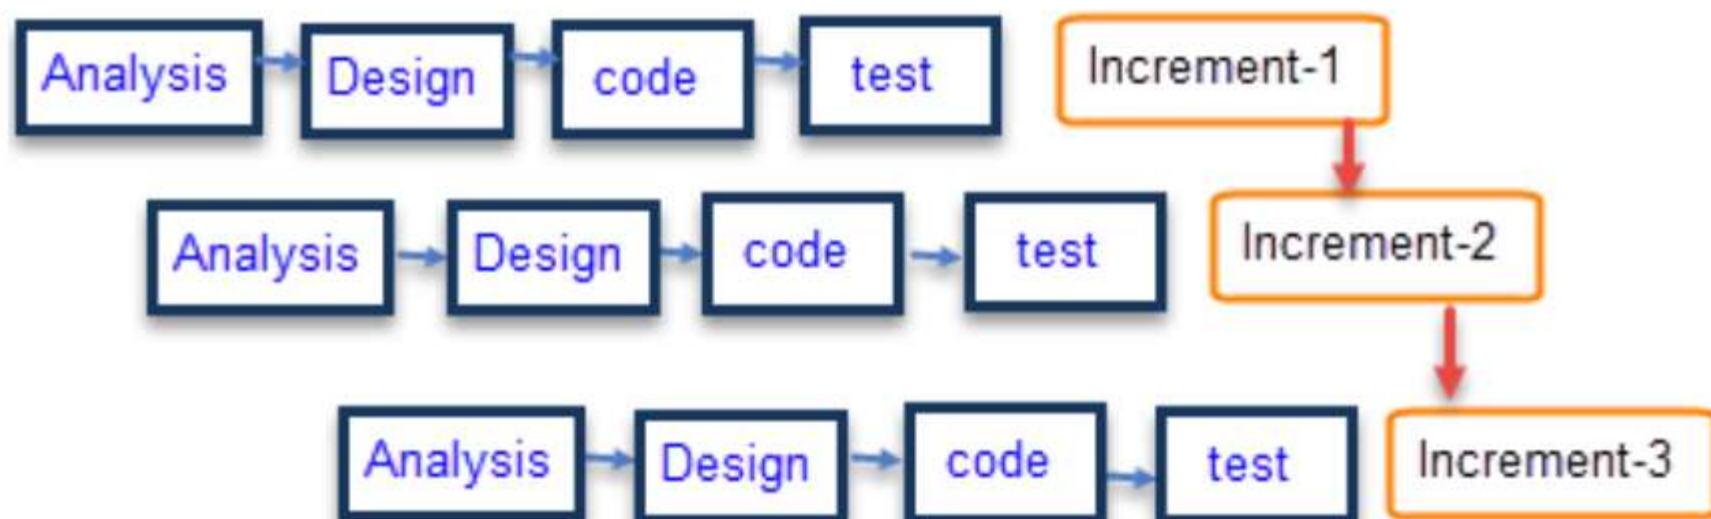 Analysis Design code test Increment-1
Analysis Design code test Increment-2
Analysis Design code test Increment-3